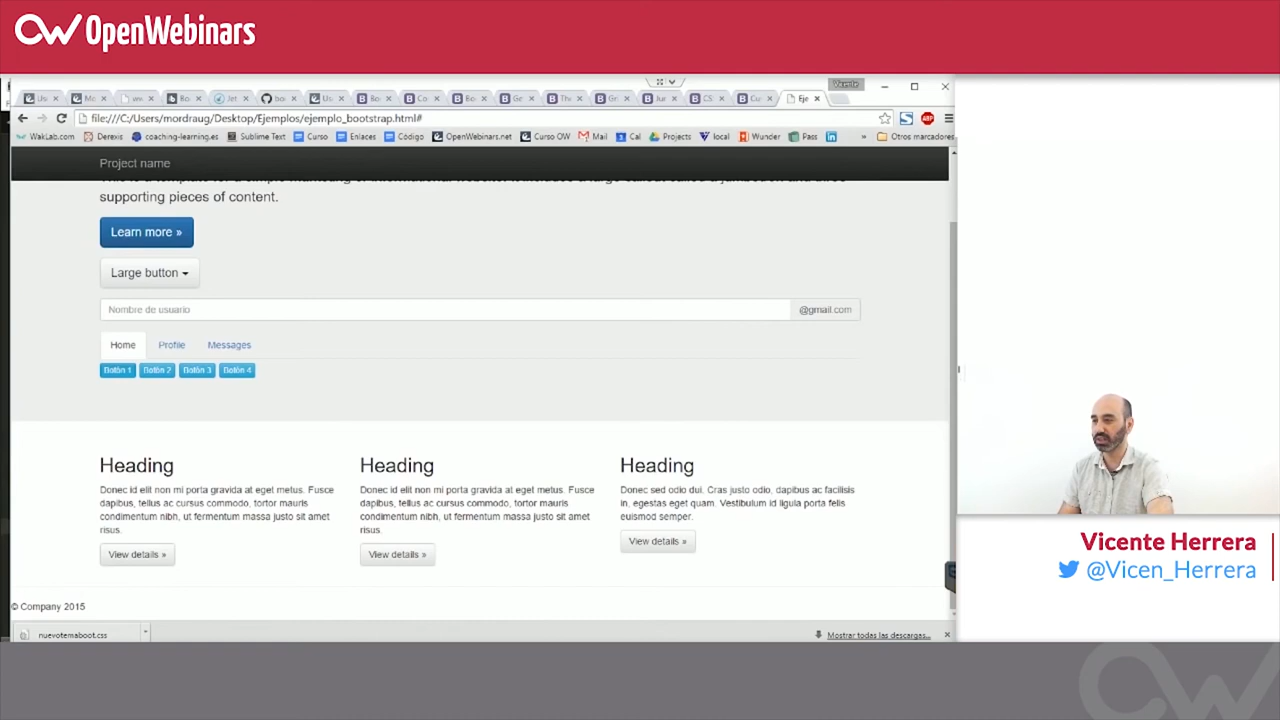 OpenWebinars
Vicente
Eje
file:///C:/Users/mordraug/Desktop/Ejemplos/ejemplo_bootstrap.html#
WakLab.com Derexis coaching-learning.es Sublime Text Curso Enlaces Código OpenWebinars.net Curso OW Mail Cal Projects local Wunder Pass » Otros marcadores
Project name
supporting pieces of content.
Learn more »
Large button
Nombre de usuario
@gmail.com
Home Profile Messages
Botón 1 Botón 2 Botón 3 Botón 4
Heading
Donec id elit non mi porta gravida at eget metus. Fusce
dapibus, tellus ac cursus commodo, tortor mauris
condimentum nibh, ut fermentum massa justo sit amet
risus.
View details »
Heading
Donec id elit non mi porta gravida at eget metus. Fusce
dapibus, tellus ac cursus commodo, tortor mauris
condimentum nibh, ut fermentum massa justo sit amet
risus.
View details »
Heading
Donec sed odio dui. Cras justo odio, dapibus ac facilisis
in, egestas eget quam. Vestibulum id ligula porta felis
euismod semper.
View details »
© Company 2015
nuevotemaboot.css
Mostrar todas las descargas...
Vicente Herrera
@Vicen_Herrera